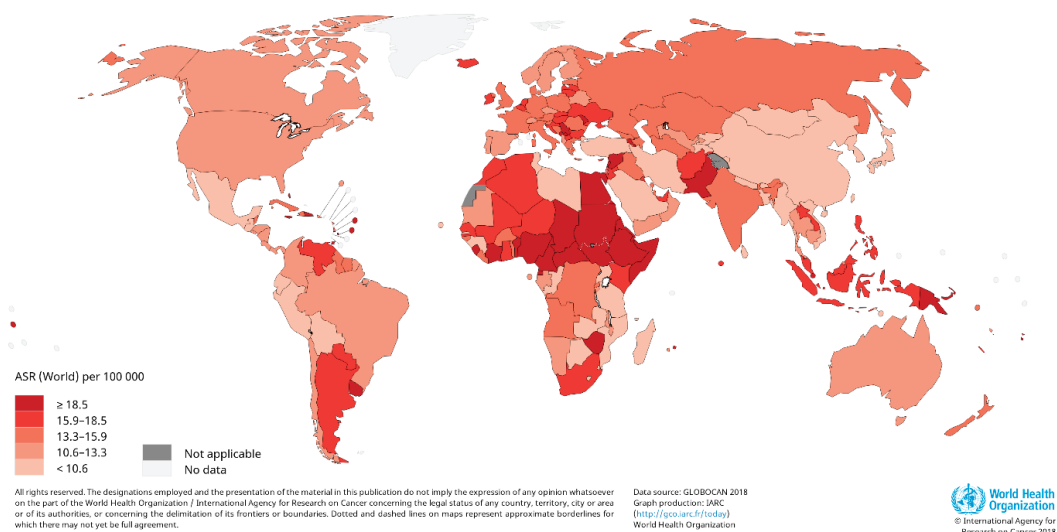 ASR (World) per 100 000
≥ 18.5
15.9–18.5
13.3–15.9
10.6–13.3
< 10.6
Not applicable
No data
All rights reserved. The designations employed and the presentation of the material in this publication do not imply the expression of any opinion whatsoever
on the part of the World Health Organization / International Agency for Research on Cancer concerning the legal status of any country, territory, city or area
or of its authorities, or concerning the delimitation of its frontiers or boundaries. Dotted and dashed lines on maps represent approximate borderlines for
which there may not yet be full agreement.
Data source: GLOBOCAN 2018
Graph production: IARC
(http://gco.iarc.fr/today)
World Health Organization
World Health
Organization
© International Agency for
Research on Cancer 2018